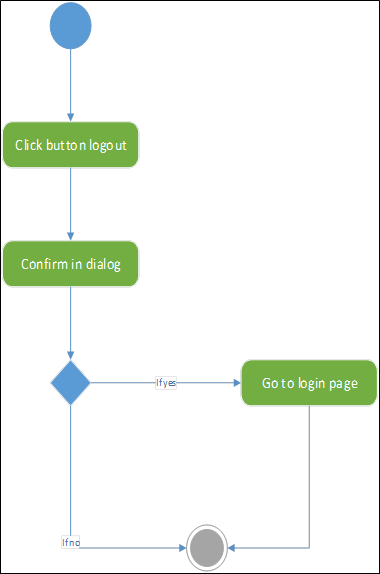 Click button logout
Confirm in dialog
If yes
Go to login page
If no